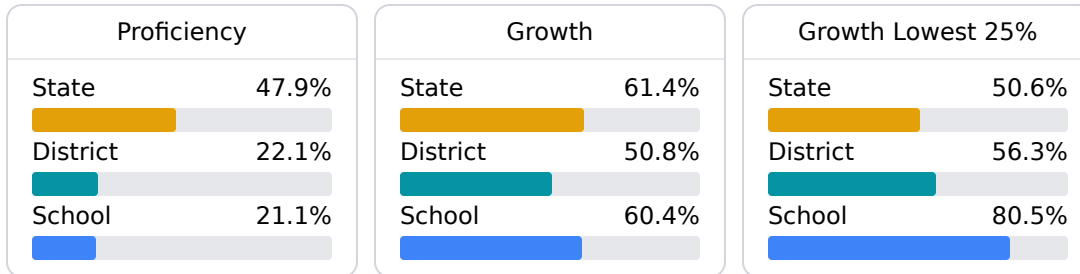 Proficiency
State 47.9%
District 22.1%
School 21.1%
Growth
State 61.4%
District 50.8%
School 60.4%
Growth Lowest 25%
State 50.6%
District 56.3%
School 80.5%